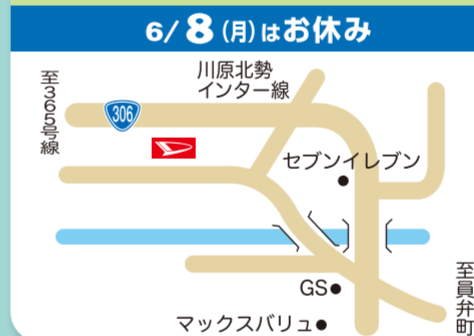 6/8(月)はお休み
川原北勢
インター線
至365号線
306
セブンイレブン
GS
マックスバリュ
至員弁町